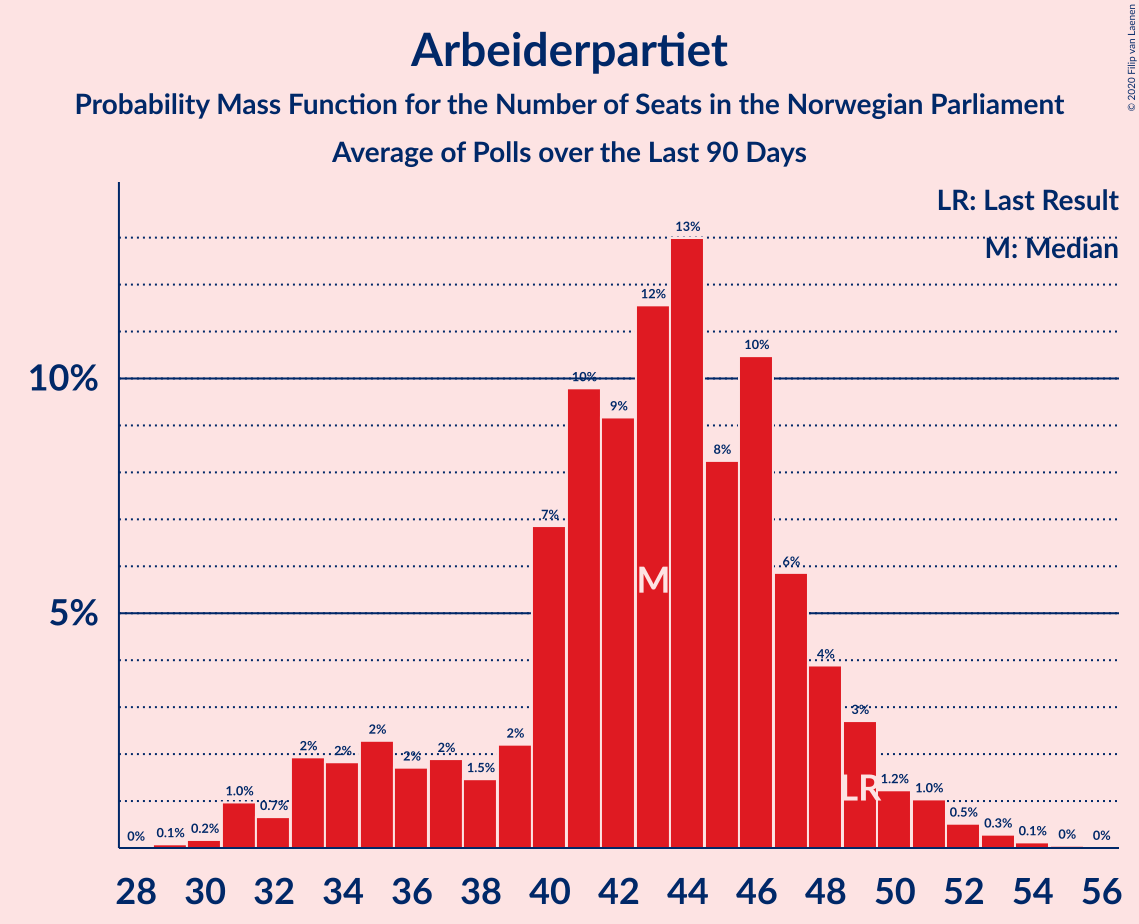 Arbeiderpartiet
Probability Mass Function for the Number of Seats in the Norwegian Parliament
Average of Polls over the Last 90 Days
© 2020 Filip van Laenen
LR: Last Result
M: Median
13%
12%
10%
10%
10%
9%
8%
7%
M
6%
5%
4%
3%
2%
2%
2%
2%
2%
2%
1.5%
LR
1.2%
1.0%
1.0%
0.7%
0.5%
0.3%
0% 0.1% 0.2%
0.1% 0% 0%
28 30 32 34 36 38 40 42 44 46 48 50 52 54 56